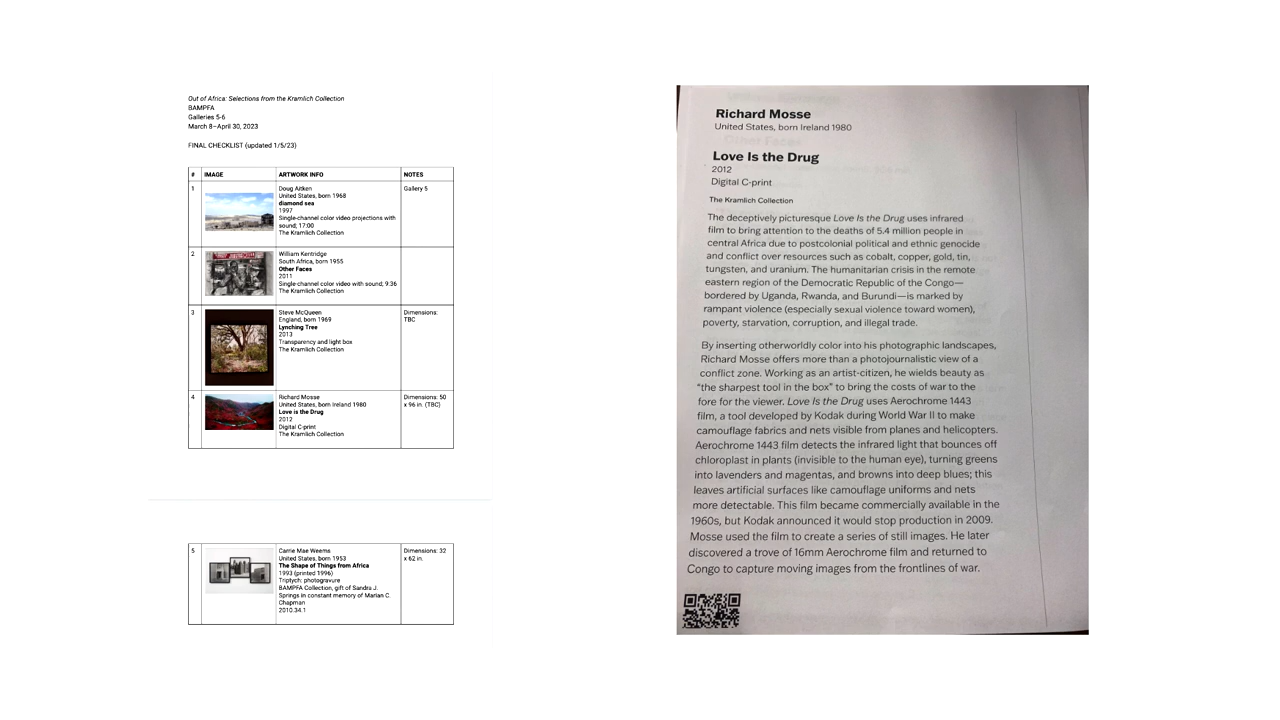 Out of Africa: Selections from the Kramlich Collection
BAMPFA
Galleries 5-6
March 8–April 30, 2023
FINAL CHECKLIST (updated 1/5/23)
# IMAGE ARTWORK INFO NOTES
1 Doug Aitken Gallery 5
United States, born 1968
diamond sea
1997
Single-channel color video projections with
sound; 17:00
The Kramlich Collection
2 William Kentridge
South Africa, born 1955
Other Faces
2011
Single-channel color video with sound; 9:36
The Kramlich Collection
3 Steve McQueen Dimensions:
England, born 1969 TBC
Lynching Tree
2013
Transparency and light box
The Kramlich Collection
4 Richard Mosse Dimensions: 50
United States, born Ireland 1980 x 96 in. (TBC)
Love is the Drug
2012
Digital C-print
The Kramlich Collection
5 Carrie Mae Weems Dimensions: 32
United States, born 1953 x 62 in.
The Shape of Things from Africa
1993 (printed 1996)
Triptych: photogravure
BAMPFA Collection, gift of Sandra J.
Springs in constant memory of Marian C.
Chapman
2010.34.1
Richard Mosse
United States, born Ireland 1980
Love Is the Drug
2012
Digital C-print
The Kramlich Collection
The deceptively picturesque Love Is the Drug uses infrared
film to bring attention to the deaths of 5.4 million people in
central Africa due to postcolonial political and ethnic genocide
and conflict over resources such as cobalt, copper, gold, tin,
tungsten, and uranium. The humanitarian crisis in the remote
eastern region of the Democratic Republic of the Congo—
bordered by Uganda, Rwanda, and Burundi—is marked by
rampant violence (especially sexual violence toward women),
poverty, starvation, corruption, and illegal trade.
By inserting otherworldly color into his photographic landscapes,
Richard Mosse offers more than a photojournalistic view of a
conflict zone. Working as an artist-citizen, he wields beauty as
“the sharpest tool in the box” to bring the costs of war to the
fore for the viewer. Love Is the Drug uses Aerochrome 1443
film, a tool developed by Kodak during World War II to make
camouflage fabrics and nets visible from planes and helicopters.
Aerochrome 1443 film detects the infrared light that bounces off
chloroplast in plants (invisible to the human eye), turning greens
into lavenders and magentas, and browns into deep blues; this
leaves artificial surfaces like camouflage uniforms and nets
more detectable. This film became commercially available in the
1960s, but Kodak announced it would stop production in 2009.
Mosse used the film to create a series of still images. He later
discovered a trove of 16mm Aerochrome film and returned to
Congo to capture moving images from the frontlines of war.